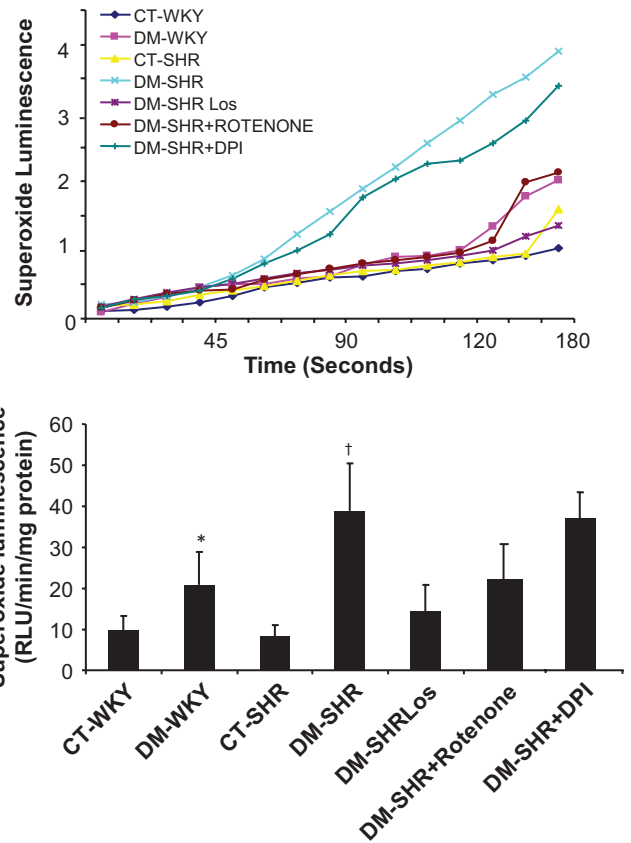 CT-WKY
DM-WKY
CT-SHR
DM-SHR
DM-SHR Los
DM-SHR+ROTENONE
DM-SHR+DPI
Superoxide Luminescence
4
3
2
1
0
45
90
120
180
Time (Seconds)
Superoxide luminescence
(RLU/min/mg protein)
60
50
40
30
20
10
0
*
†
CT-WKY
DM-WKY
CT-SHR
DM-SHR
DM-SHRLos
DM-SHR+Rotenone
DM-SHR+DPI